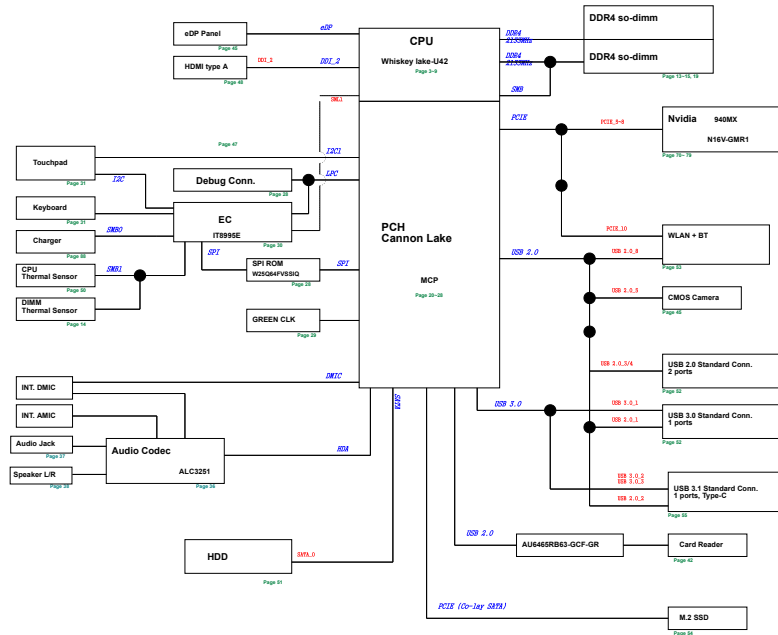 eDP Panel
Page 45
eDP
HDMI type A
Page 48
DDI_2
DDI_2
CPU
Whiskey lake-U42
Page 3~9
DDR4
2133MHz
DDR4
2133MHz
SMB
DDR4 so-dimm
DDR4 so-dimm
Page 13~15, 19
SML1
PCIE
PCIE_5-8
Nvidia 940MX
N16V-GMR1
Page 70~ 79
Page 47
Touchpad
Page 31
I2C
I2C1
Debug Conn.
LPC
Keyboard
Page 31
EC
IT8995E
Page 30
Charger
Page 88
SMB0
CPU
Thermal Sensor
Page 50
SMB1
DIMM
Thermal Sensor
Page 14
SPI
SPI ROM
W25Q64FVSSIQ
Page 28
SPI
GREEN CLK
Page 29
PCH
Cannon Lake
MCP
Page 20~28
PCIE_10
WLAN + BT
Page 53
USB 2.0
USB 2.0_8
USB 2.0_5
CMOS Camera
Page 45
USB 2.0_3/4
USB 2.0 Standard Conn.
2 ports
Page 52
USB 3.0
USB 3.0_1
USB 2.0_1
USB 3.0 Standard Conn.
1 ports
Page 52
USB 3.0_2
USB 3.0_3
USB 2.0_2
USB 3.1 Standard Conn.
1 ports, Type-C
Page 55
INT. DMIC
DMIC
SATA
INT. AMIC
Audio Jack
Page 37
Speaker L/R
Audio Codec
ALC3251
Page 36
HDA
HDD
Page 51
SATA_0
USB 2.0
AU6465RB63-GCF-GR
Card Reader
Page 42
PCIE (Co-lay SATA)
M.2 SSD
Page 54